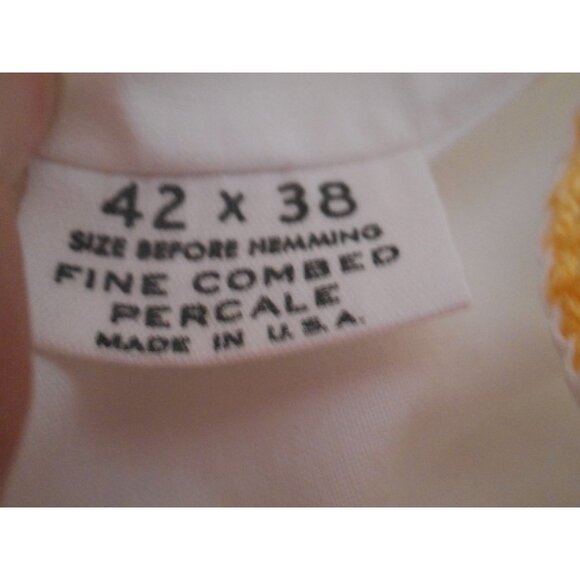 42 x 38
SIZE BEFORE HEMMING
FINE COMBED
PERCALE
MADE IN U.S.A.